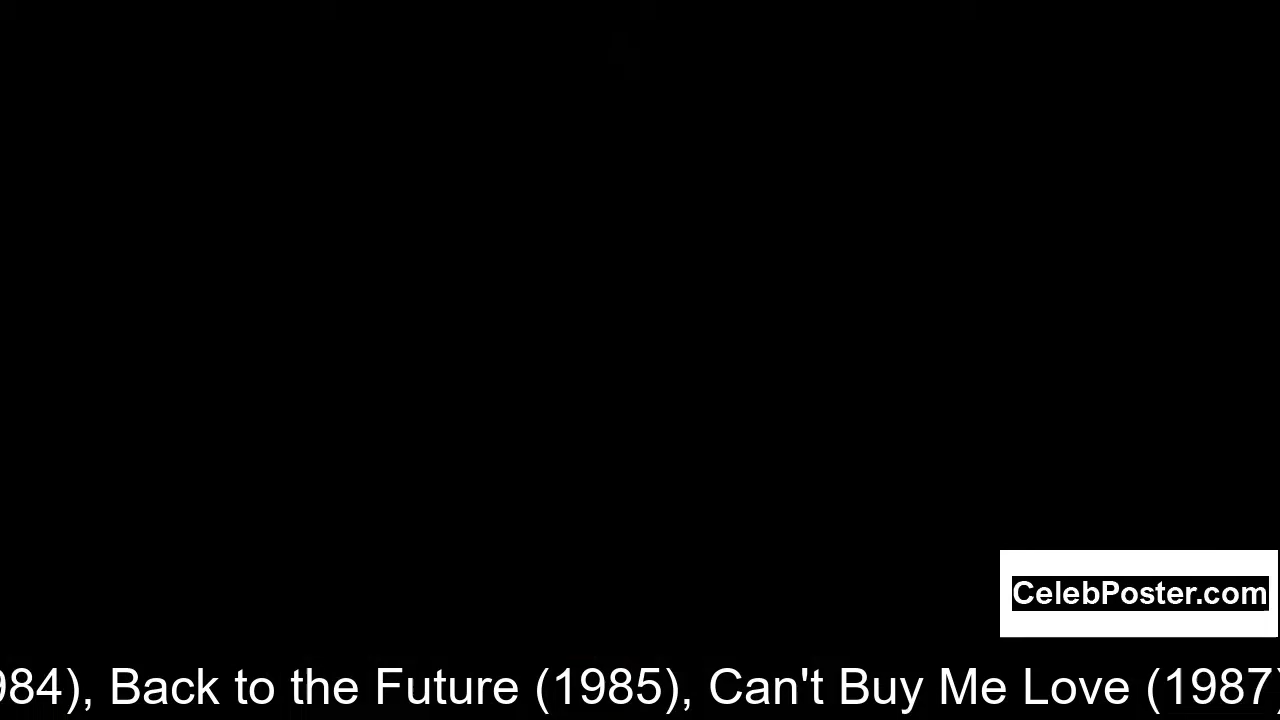 CelebPoster.com
984), Back to the Future (1985), Can't Buy Me Love (1987)